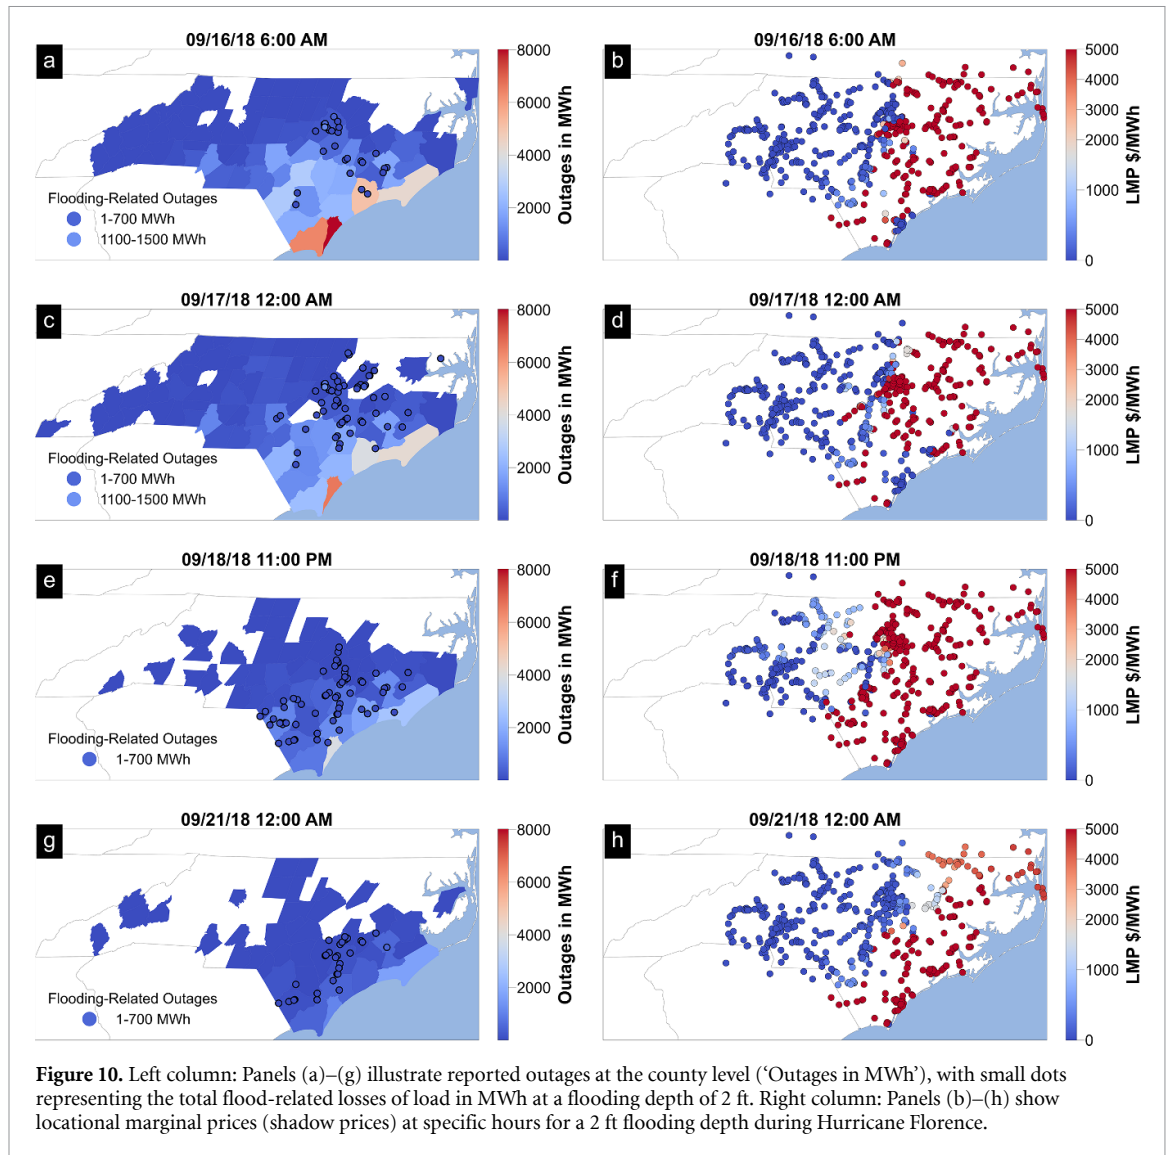 09/16/18 6:00 AM
a
8000
6000
4000
2000
Outages in MWh
Flooding-Related Outages
1-700 MWh
1100-1500 MWh
09/16/18 6:00 AM
b
5000
4000
3000
2000
1000
0
LMP $/MWh
09/17/18 12:00 AM
c
8000
6000
4000
2000
Outages in MWh
Flooding-Related Outages
1-700 MWh
1100-1500 MWh
09/17/18 12:00 AM
d
5000
4000
3000
2000
1000
0
LMP $/MWh
09/18/18 11:00 PM
e
8000
6000
4000
2000
Outages in MWh
Flooding-Related Outages
1-700 MWh
09/18/18 11:00 PM
f
5000
4000
3000
2000
1000
0
LMP $/MWh
09/21/18 12:00 AM
g
8000
6000
4000
2000
Outages in MWh
Flooding-Related Outages
1-700 MWh
09/21/18 12:00 AM
h
5000
4000
3000
2000
1000
0
LMP $/MWh
Figure 10. Left column: Panels (a)–(g) illustrate reported outages at the county level (‘Outages in MWh’), with small dots
representing the total flood-related losses of load in MWh at a flooding depth of 2 ft. Right column: Panels (b)–(h) show
locational marginal prices (shadow prices) at specific hours for a 2 ft flooding depth during Hurricane Florence.